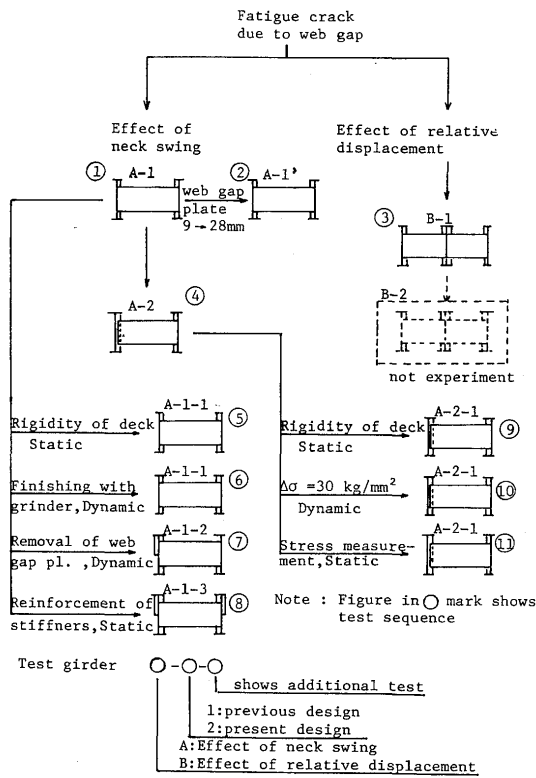 Fatigue crack
due to web gap
Effect of
neck swing
Effect of relative
displacement
① A-1
web gap
plate
9→28mm
② A-1'
③ B-1
B-2
not experiment
④ A-2
Rigidity of deck
Static
A-1-1 ⑤
Finishing with
grinder,Dynamic
A-1-1 ⑥
Removal of web
gap pl. ,Dynamic
A-1-2 ⑦
Reinforcement of
stiffners,Static
A-1-3 ⑧
Rigidity of deck
Static
A-2-1 ⑨
Δσ =30 kg/mm²
Dynamic
A-2-1 ⑩
Stress measure-
ment,Static
A-2-1 ⑪
Note : Figure in ○ mark shows
test sequence
Test girder ○-○-○
shows additional test
1:previous design
2:present design
A:Effect of neck swing
B:Effect of relative displacement